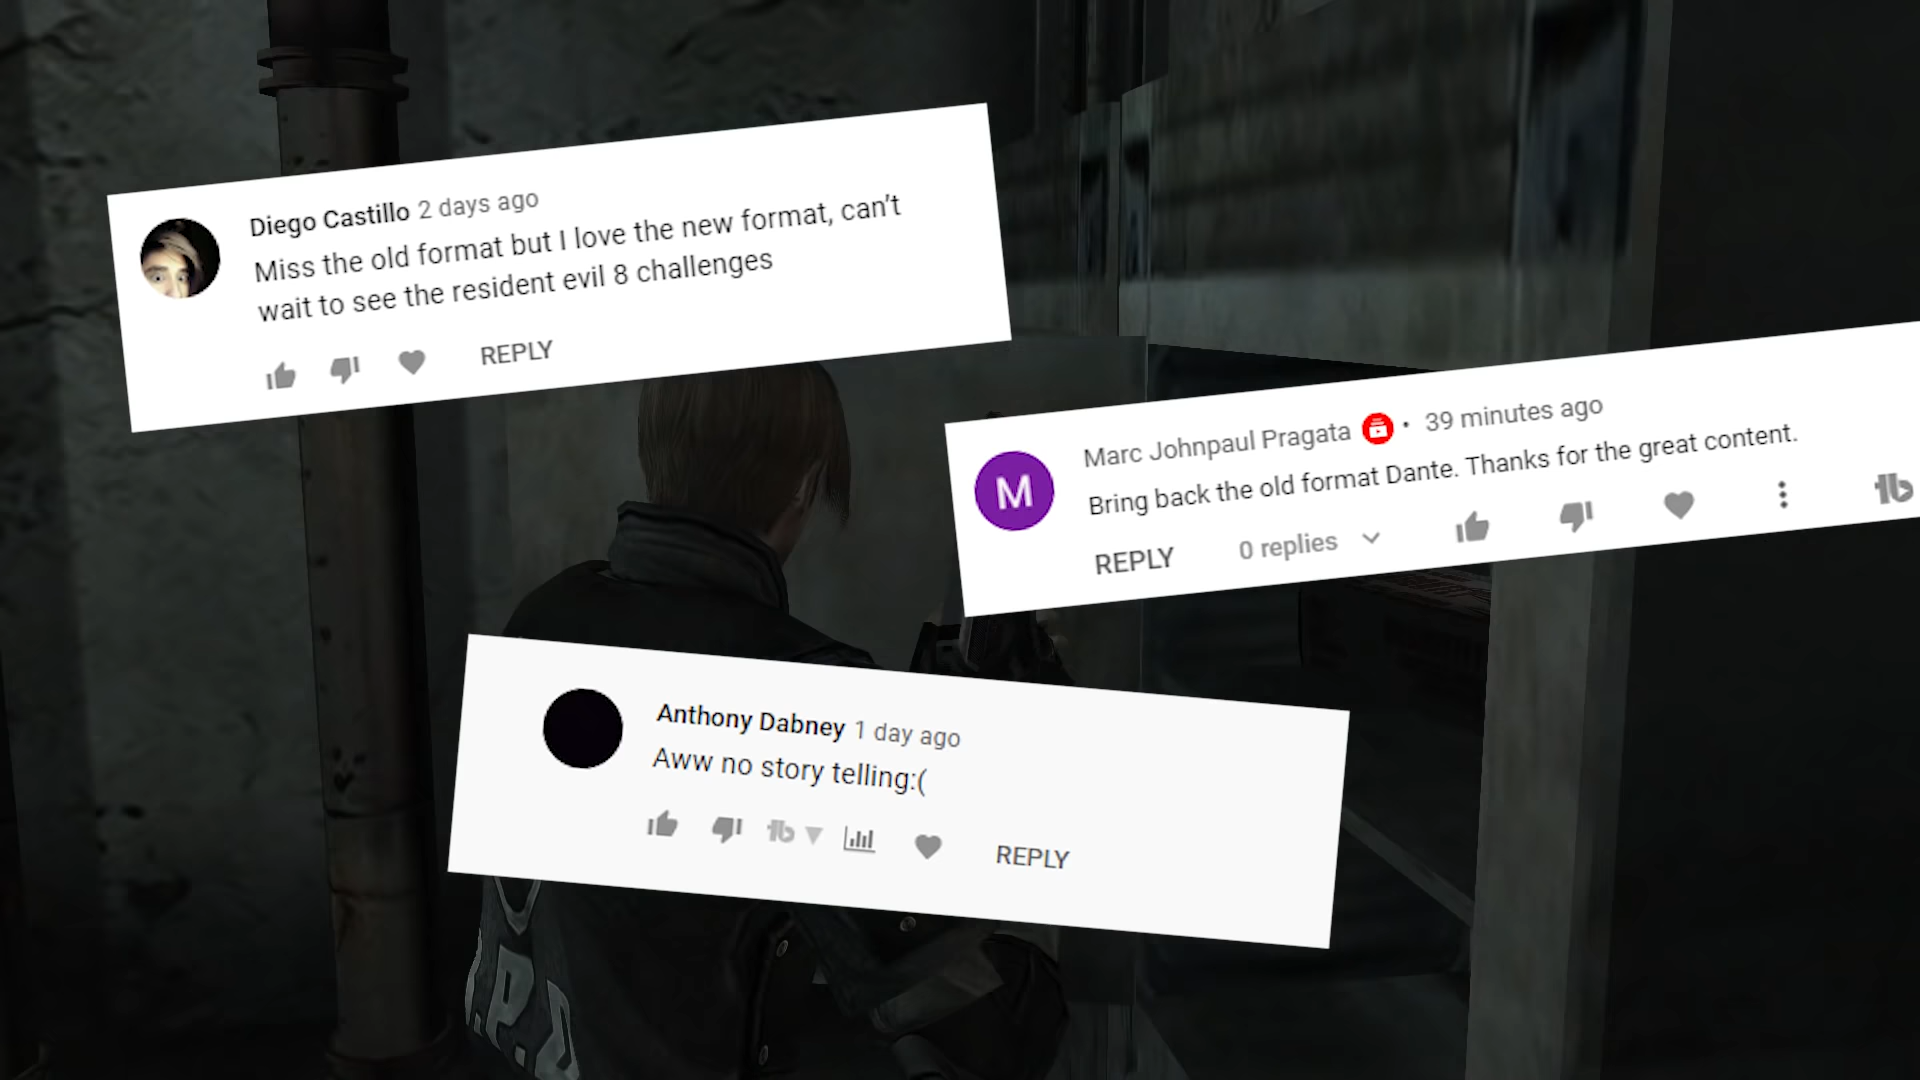 Diego Castillo 2 days ago
Miss the old format but I love the new format, can't
wait to see the resident evil 8 challenges
REPLY
M
Marc Johnpaul Pragata • 39 minutes ago
Bring back the old format Dante. Thanks for the great content.
REPLY 0 replies
Anthony Dabney 1 day ago
Aww no story telling:(
REPLY
.P.D